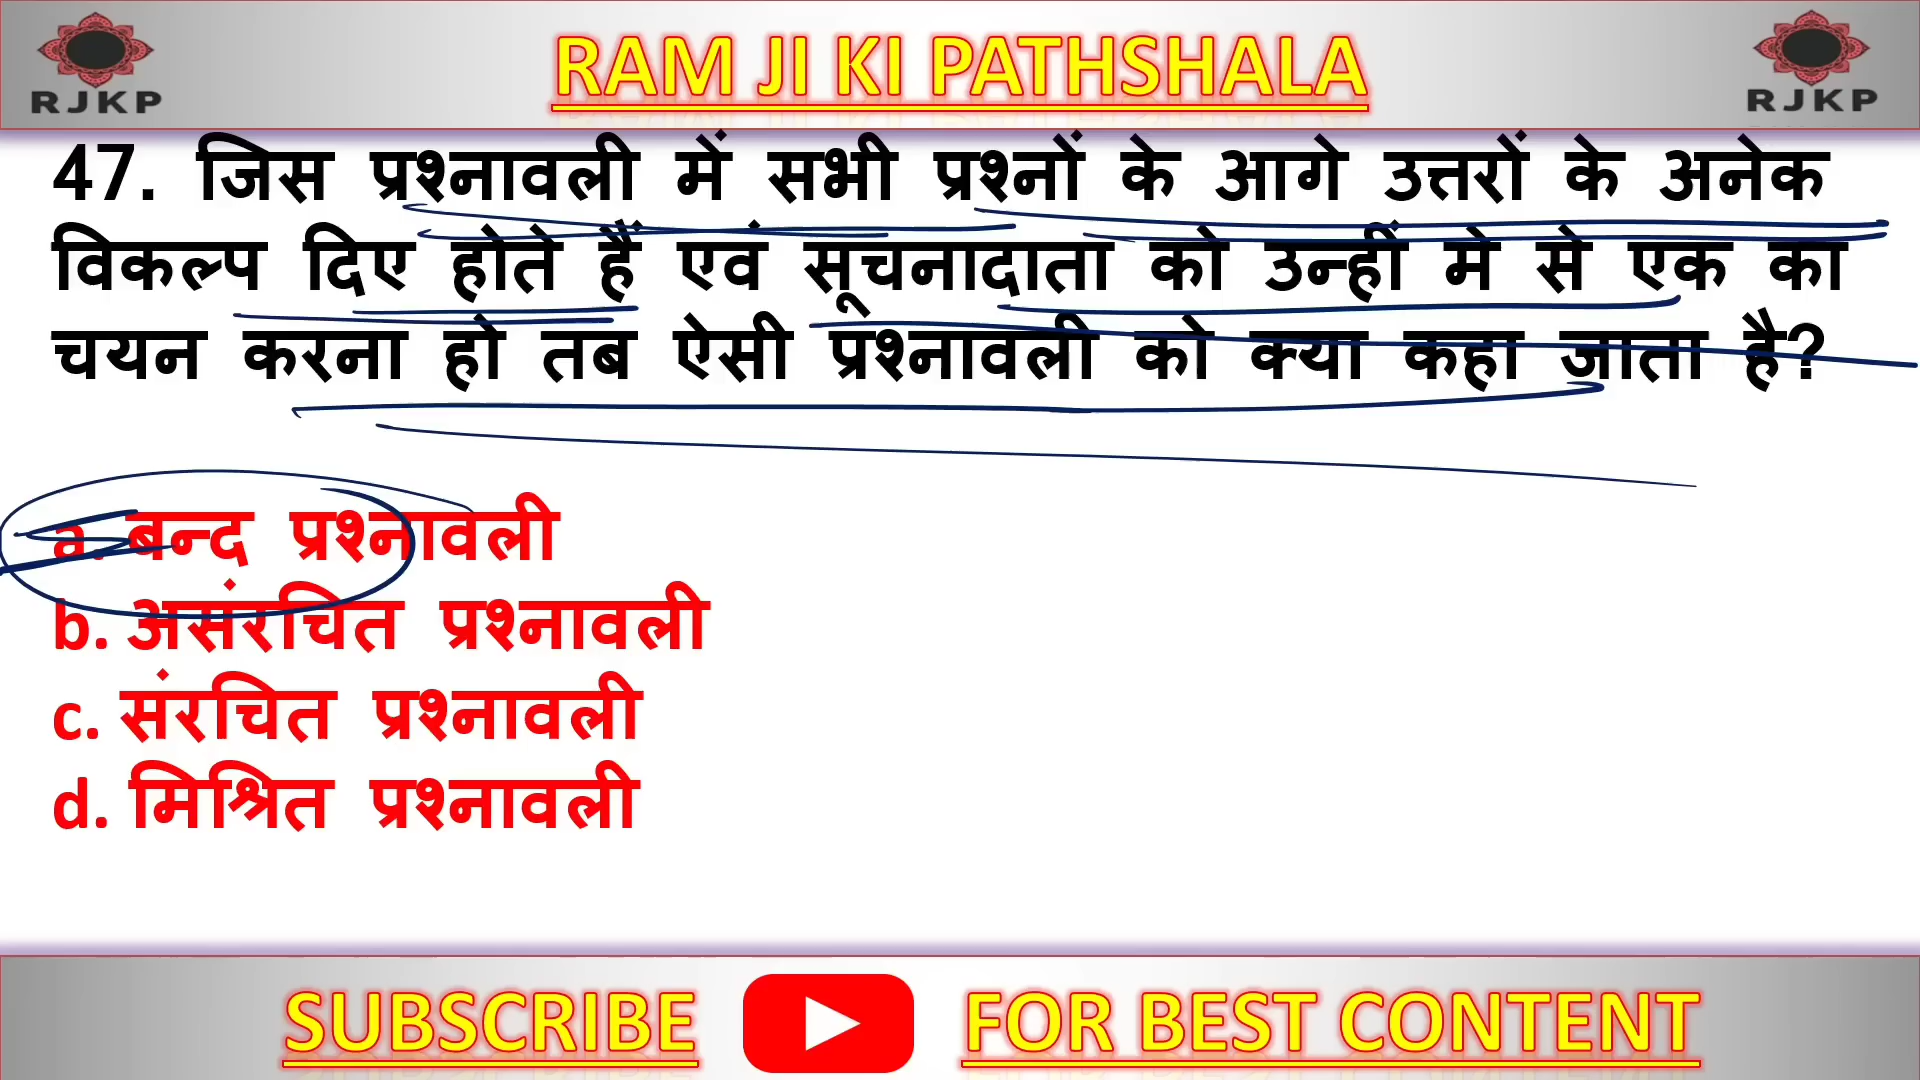 RJKP RAM JI KI PATHSHALA RJKP
47. जिस प्रश्नावली में सभी प्रश्नों के आगे उत्तरों के अनेक
विकल्प दिए होते हैं एवं सूचनादाता को उन्हीं मे से एक का
चयन करना हो तब ऐसी प्रश्नावली को क्या कहा जाता है?
a. बन्द प्रश्नावली
b. असंरचित प्रश्नावली
c. संरचित प्रश्नावली
d. मिश्रित प्रश्नावली
SUBSCRIBE FOR BEST CONTENT